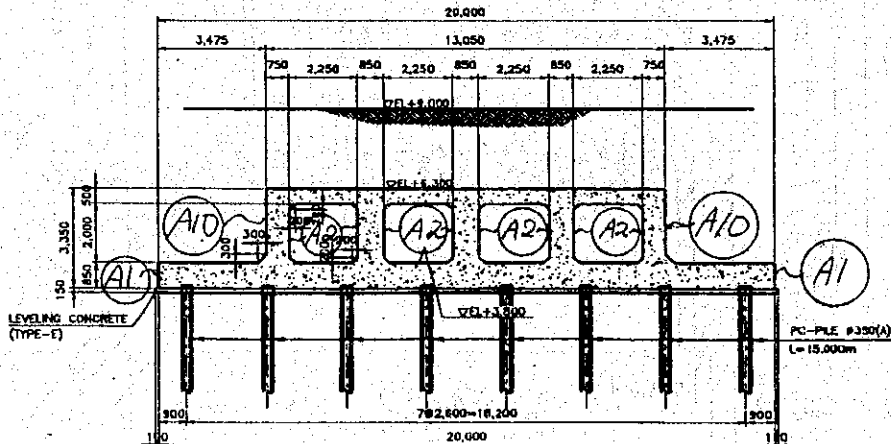 20,000
3,475 13,050 3,475
750 2,250 850 2,250 850 2,250 850 2,250 750
▽EL+9,000
▽EL+6,300
500
3,350 2,000
850
150
A10 A2 A2 A2 A2 A10
300
300
A1 A1
▽EL+3,800
LEVELING CONCRETE
(TYPE-E)
PC-PILE φ350(A)
L=15.000m
900 7@2,600=18,200 900
100 20,000 100